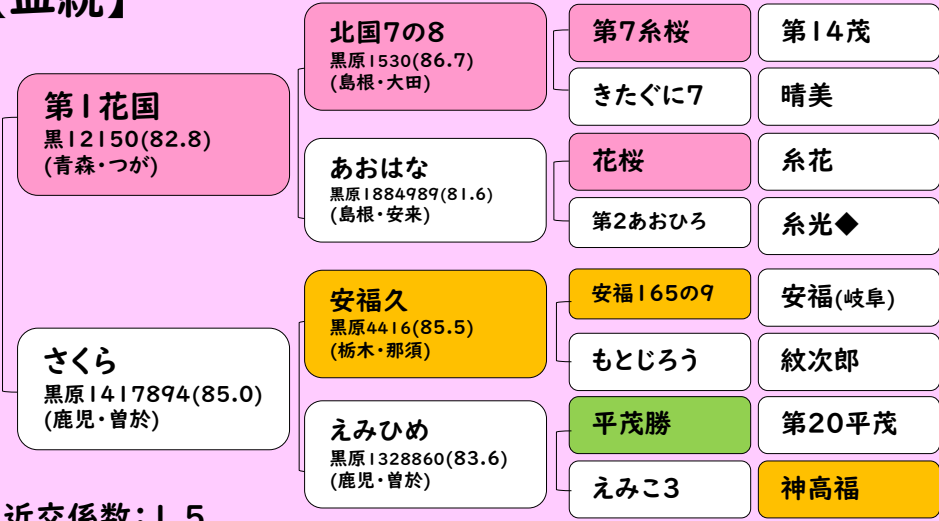 【血統】
第1花国
黒12150(82.8)
(青森・つが)
さくら
黒原1417894(85.0)
(鹿児・曽於)
北国7の8
黒原1530(86.7)
(島根・大田)
あおはな
黒原1884989(81.6)
(島根・安来)
安福久
黒原4416(85.5)
(栃木・那須)
えみひめ
黒原1328860(83.6)
(鹿児・曽於)
第7糸桜
きたぐに7
花桜
第2あおひろ
安福165の9
もとじろう
平茂勝
えみこ3
第14茂
晴美
糸花
糸光◆
安福(岐阜)
紋次郎
第20平茂
神高福
近交係数:1.5